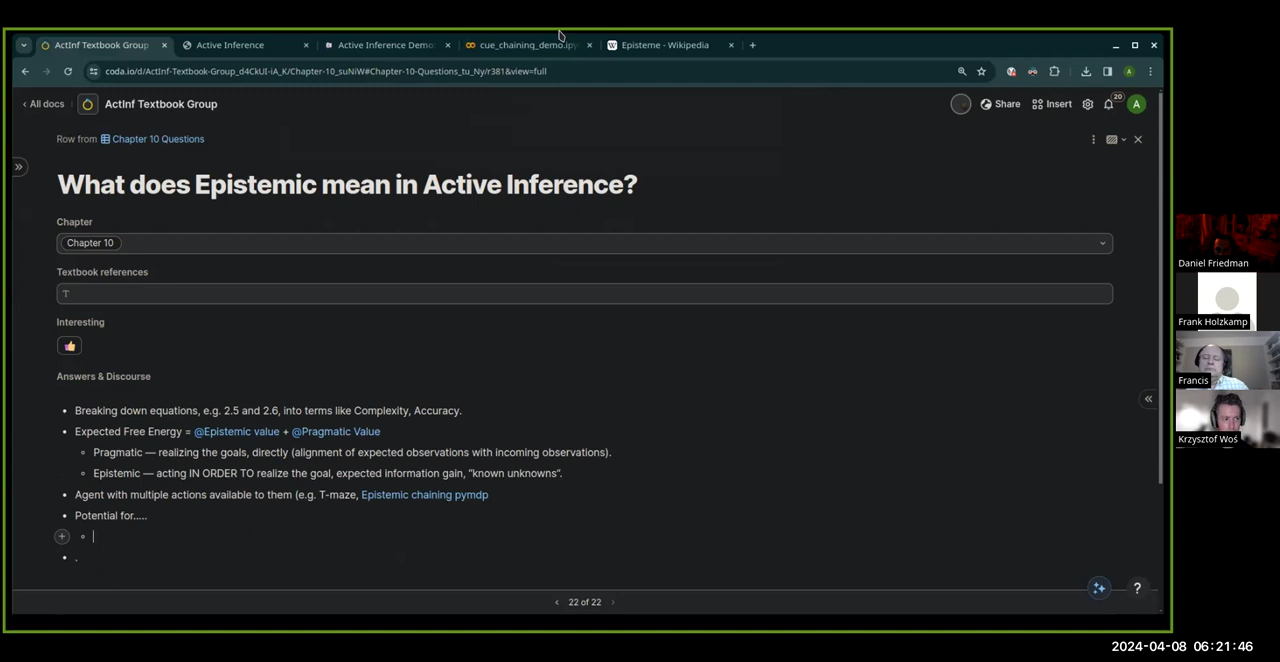 ActInf Textbook Group
Active Inference
Active Inference Demo
cue_chaining_demo.ipy
Episteme - Wikipedia
coda.io/d/ActInf-Textbook-Group_d4CkUI-iA_K/Chapter-10_suNiW#Chapter-10-Questions_tu_Ny/r381&view=full
All docs
ActInf Textbook Group
Share
Insert
20
A
Row from Chapter 10 Questions
What does Epistemic mean in Active Inference?
Chapter
Chapter 10
Textbook references
Interesting
Answers & Discourse
Breaking down equations, e.g. 2.5 and 2.6, into terms like Complexity, Accuracy.
Expected Free Energy = @Epistemic value + @Pragmatic Value
Pragmatic — realizing the goals, directly (alignment of expected observations with incoming observations).
Epistemic — acting IN ORDER TO realize the goal, expected information gain, “known unknowns”.
Agent with multiple actions available to them (e.g. T-maze, Epistemic chaining pymdp
Potential for.....
.
22 of 22
Daniel Friedman
Frank Holzkamp
Francis
Krzysztof Woś
2024-04-08 06:21:46